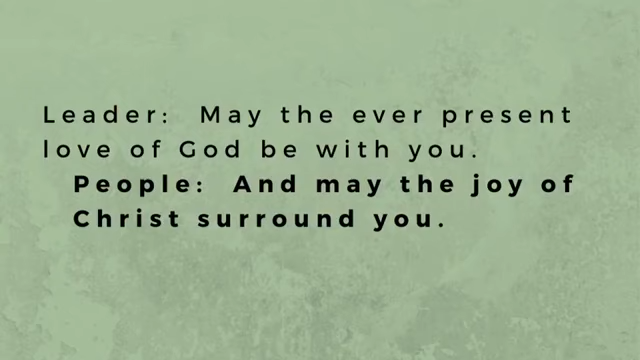 Leader:  May the ever present
love of God be with you.
People:  And may the joy of
Christ surround you.